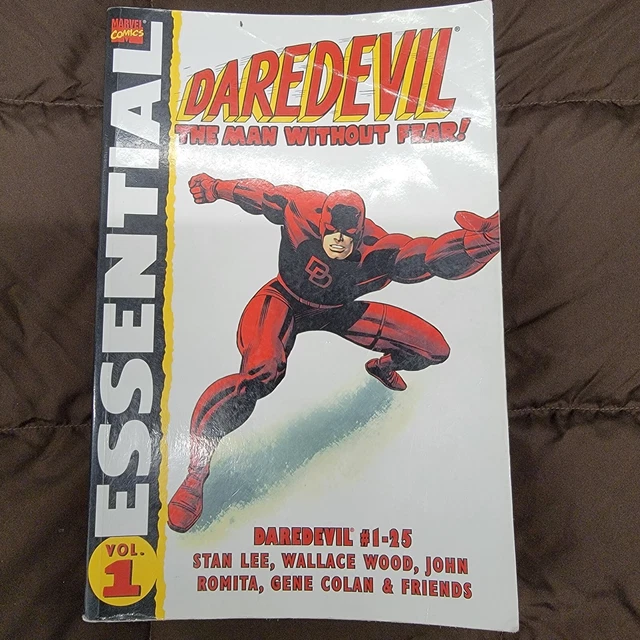 MARVEL
COMICS
ESSENTIAL
VOL.
1
DAREDEVIL®
THE MAN WITHOUT FEAR!
DD
DAREDEVIL® #1-25
STAN LEE, WALLACE WOOD, JOHN
ROMITA, GENE COLAN & FRIENDS